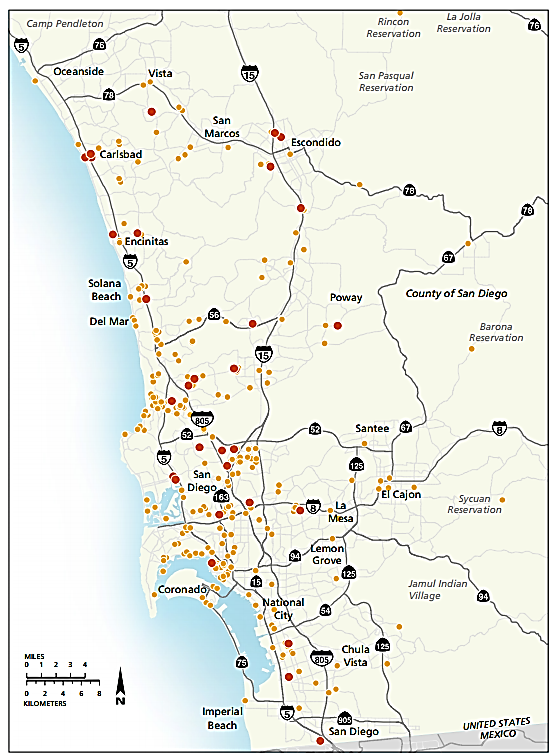 Camp Pendleton
Rincon
Reservation
La Jolla
Reservation
76
5
76
Oceanside
Vista
15
San Pasqual
Reservation
78
San
Marcos
Escondido
Carlsbad
78
78
Encinitas
5
67
Solana
Beach
Poway
County of San Diego
56
Del Mar
Barona
Reservation
15
805
52
52
Santee
67
8
5
125
San
Diego
163
El Cajon
8
La
Mesa
Sycuan
Reservation
94
Lemon
Grove
125
Coronado
15
Jamul Indian
Village
94
National
City
54
125
Chula
Vista
805
75
MILES
0 1 2 3 4
0 2 4 6 8
KILOMETERS
N
Imperial
Beach
5
905
San Diego
UNITED STATES
MEXICO